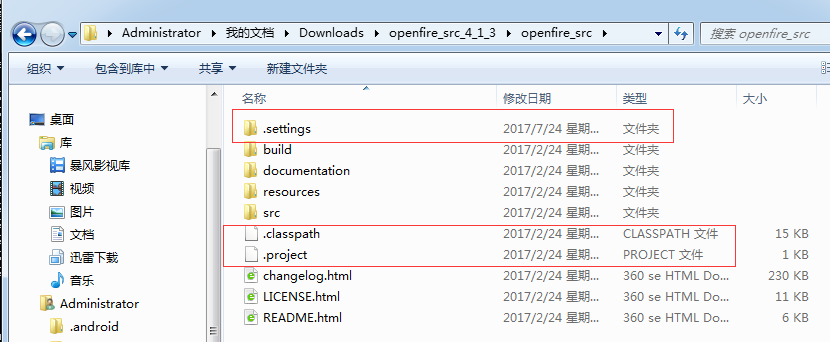 Administrator 我的文档 Downloads openfire_src_4_1_3 openfire_src 搜索 openfire_src
组织 包含到库中 共享 新建文件夹
名称 修改日期 类型 大小
桌面
库
暴风影视库
视频
图片
文档
迅雷下载
音乐
Administrator
.android
.settings 2017/7/24 星期... 文件夹
build 2017/2/24 星期... 文件夹
documentation 2017/2/24 星期... 文件夹
resources 2017/2/24 星期... 文件夹
src 2017/2/24 星期... 文件夹
.classpath 2017/2/24 星期... CLASSPATH 文件 15 KB
.project 2017/2/24 星期... PROJECT 文件 1 KB
changelog.html 2017/2/24 星期... 360 se HTML Do... 230 KB
LICENSE.html 2017/2/24 星期... 360 se HTML Do... 11 KB
README.html 2017/2/24 星期... 360 se HTML Do... 6 KB